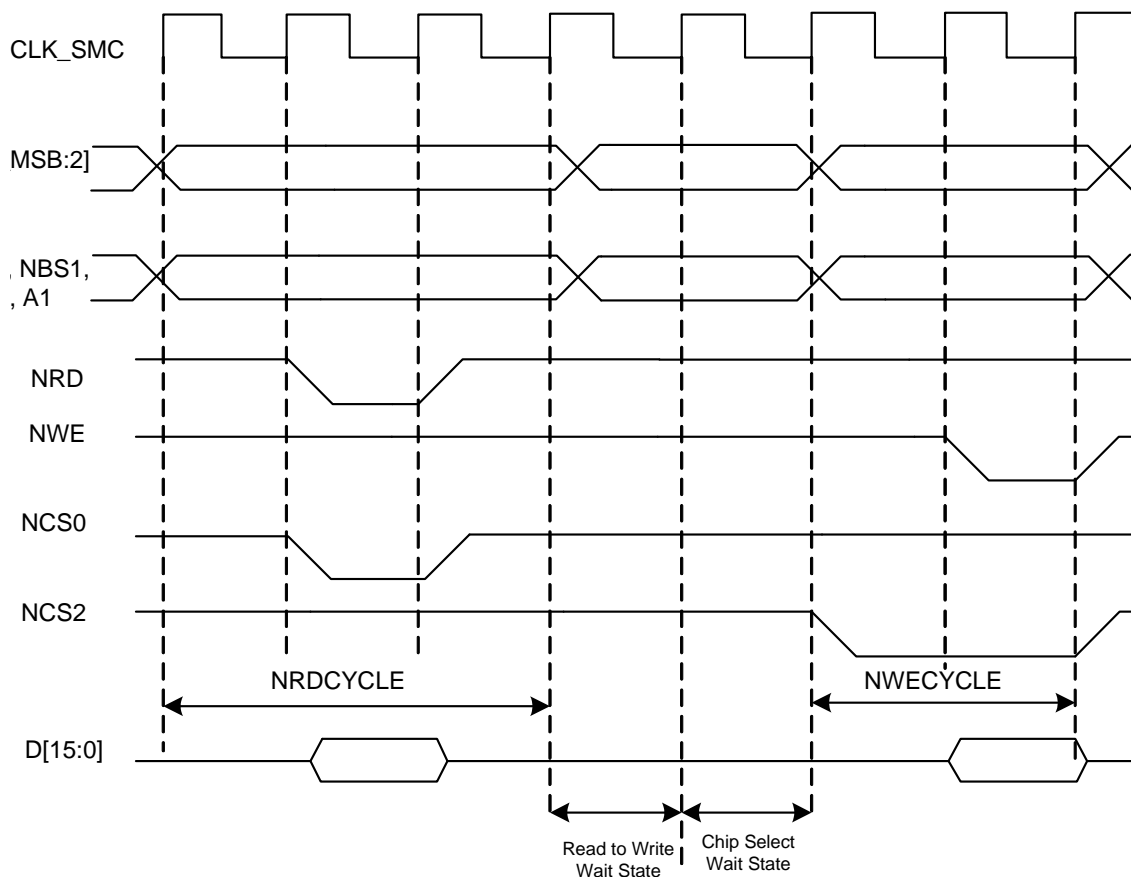 CLK_SMC
MSB:2]
, NBS1,
, A1
NRD
NWE
NCS0
NCS2
NRDCYCLE
NWECYCLE
D[15:0]
Read to Write
Wait State
Chip Select
Wait State